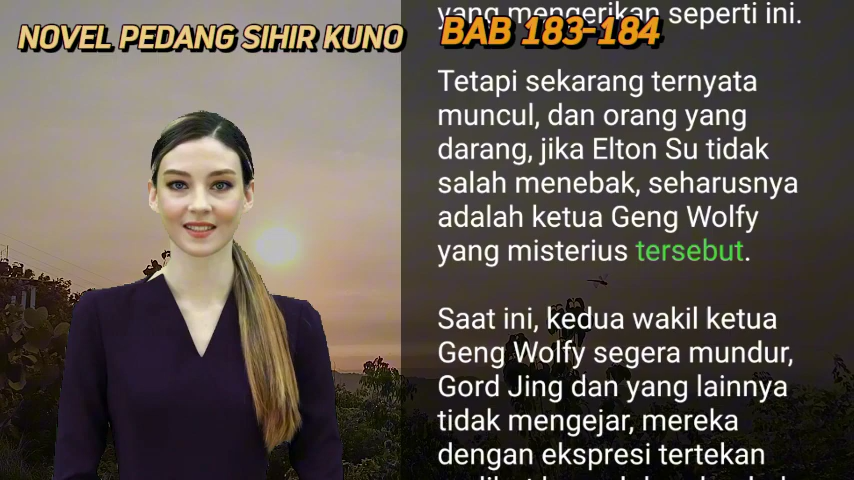 NOVEL PEDANG SIHIR KUNO
BAB 183-184
yang mengerikan seperti ini.
Tetapi sekarang ternyata
muncul, dan orang yang
darang, jika Elton Su tidak
salah menebak, seharusnya
adalah ketua Geng Wolfy
yang misterius tersebut.
Saat ini, kedua wakil ketua
Geng Wolfy segera mundur,
Gord Jing dan yang lainnya
tidak mengejar, mereka
dengan ekspresi tertekan